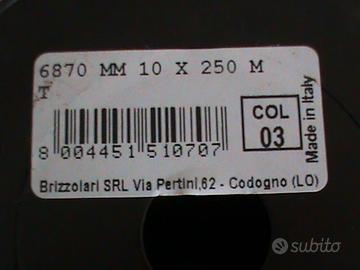 6870 MM 10 X 250 M
T
COL
03
Made in Italy
8 004451 510707
Brizzolari SRL Via Pertini,62 - Codogno (LO)
subito